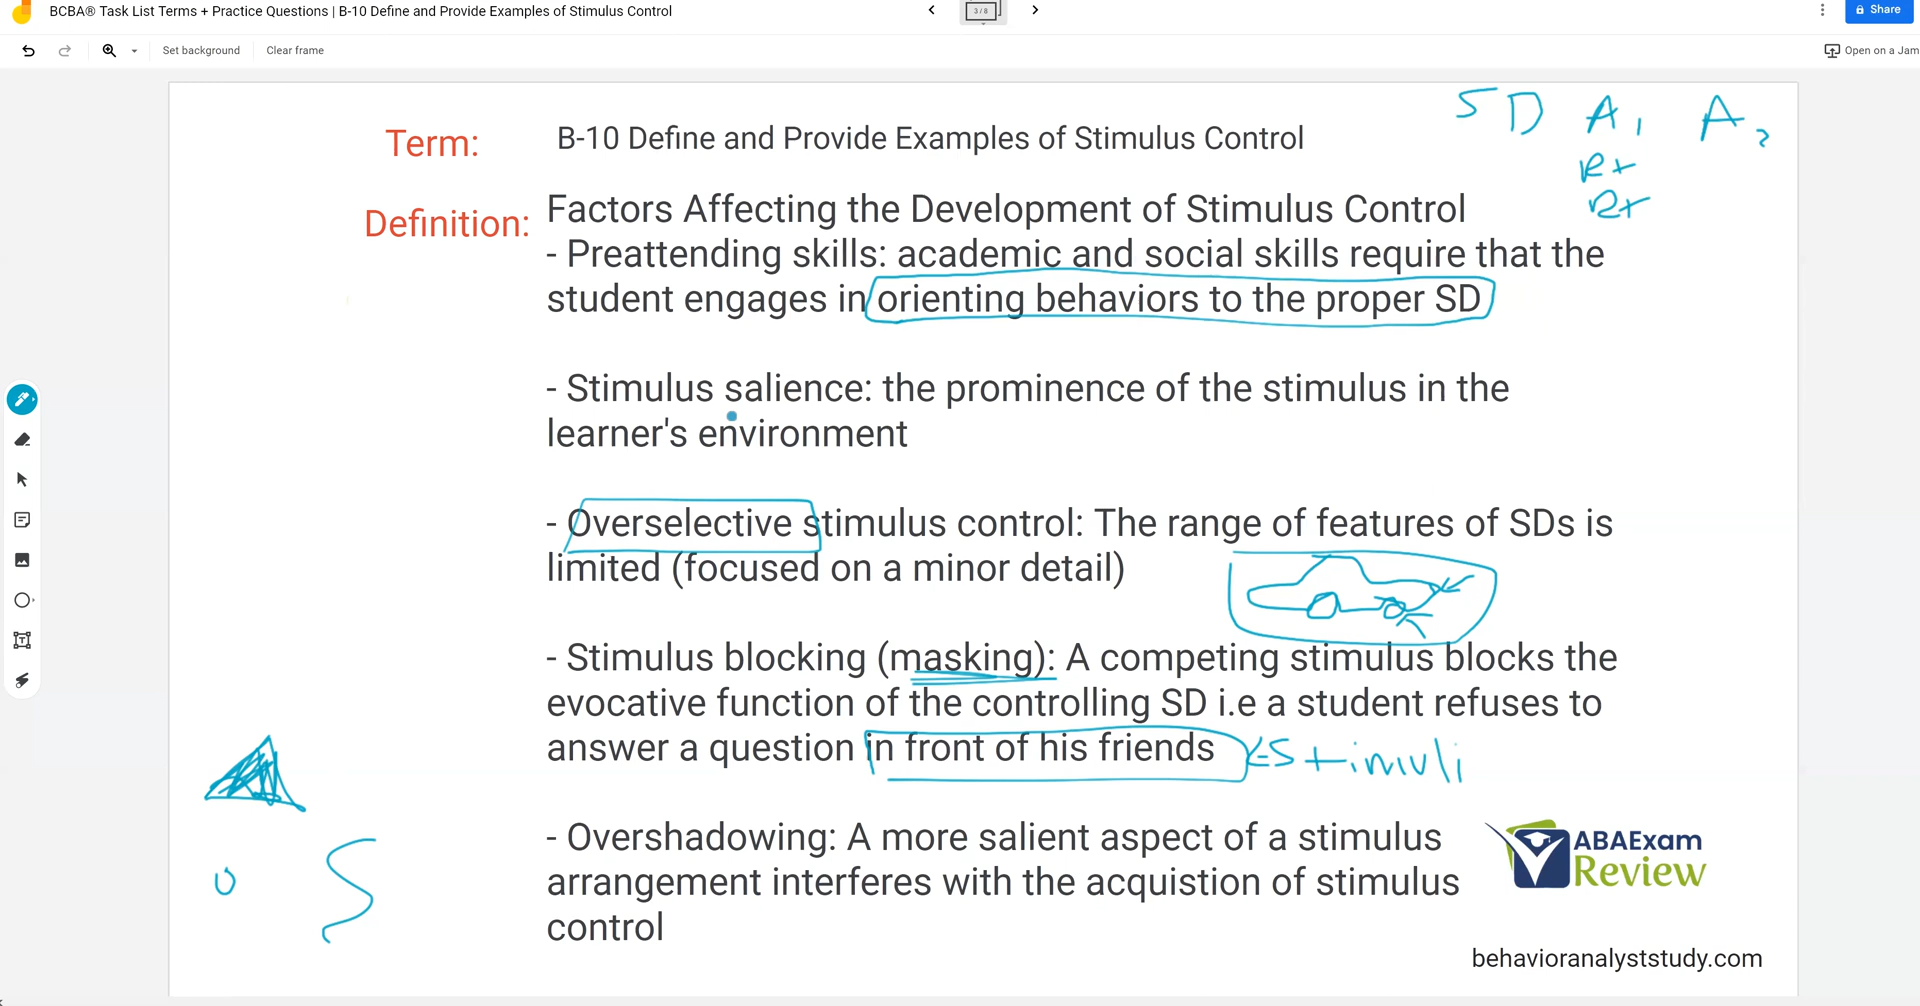 BCBA® Task List Terms + Practice Questions | B-10 Define and Provide Examples of Stimulus Control
3 / 8
Share
Set background
Clear frame
Open on a Jam
S D A1 A2
R+
R+
Term:
B-10 Define and Provide Examples of Stimulus Control
Definition:
Factors Affecting the Development of Stimulus Control
- Preattending skills: academic and social skills require that the
student engages in orienting behaviors to the proper SD
- Stimulus salience: the prominence of the stimulus in the
learner's environment
- Overselective stimulus control: The range of features of SDs is
limited (focused on a minor detail)
- Stimulus blocking (masking): A competing stimulus blocks the
evocative function of the controlling SD i.e a student refuses to
answer a question in front of his friends
Stimuli
- Overshadowing: A more salient aspect of a stimulus
arrangement interferes with the acquistion of stimulus
control
ABAExam
Review
behavioranalyststudy.com